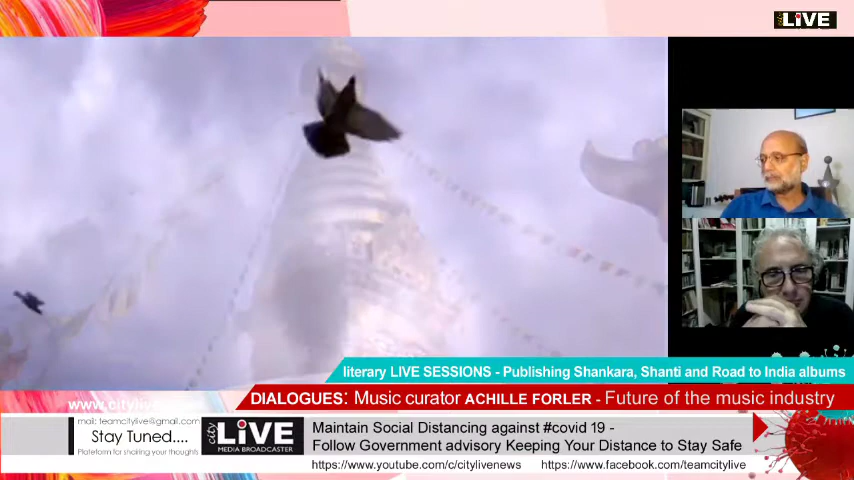 city LiVE
literary LIVE SESSIONS - Publishing Shankara, Shanti and Road to India albums
DIALOGUES: Music curator ACHILLE FORLER - Future of the music industry
mail: teamcitylive@gmail.com
Stay Tuned....
Plateform for sharing your thoughts
city LiVE
MEDIA BROADCASTER
Maintain Social Distancing against #covid 19 -
Follow Government advisory Keeping Your Distance to Stay Safe
https://www.youtube.com/c/citylivenews https://www.facebook.com/teamcitylive